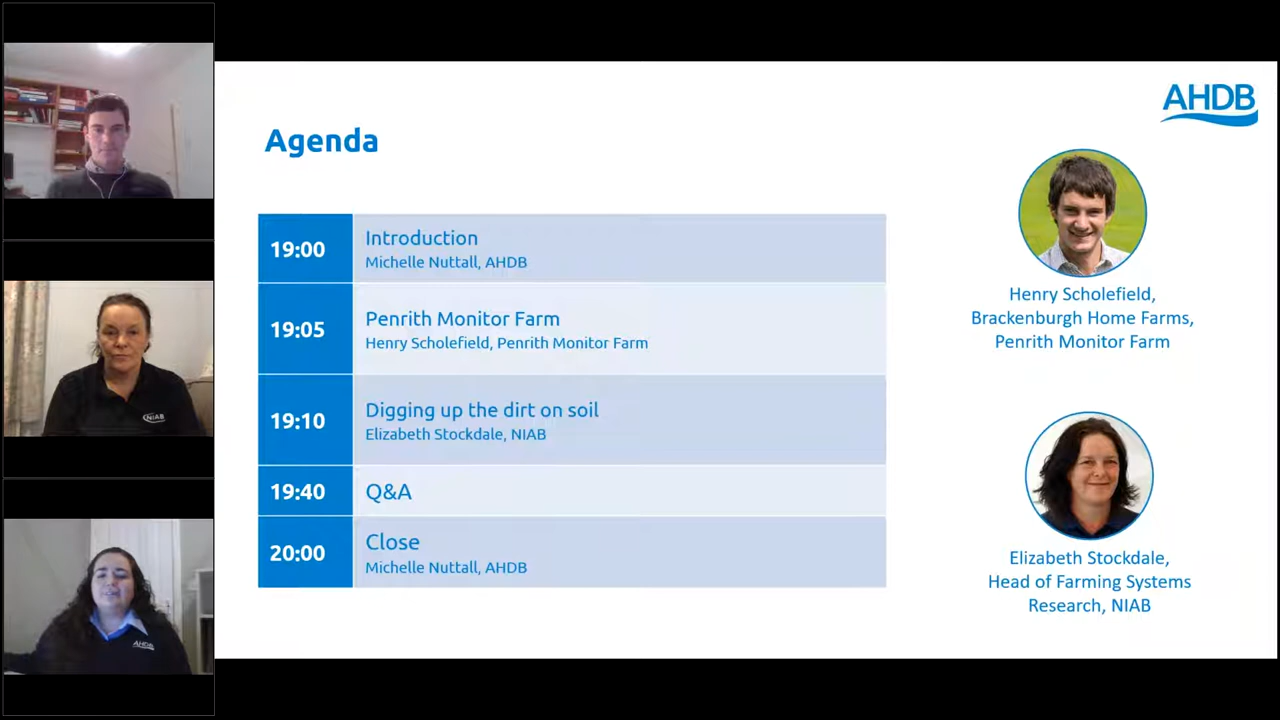 AHDB
Agenda
19:00
Introduction
Michelle Nuttall, AHDB
19:05
Penrith Monitor Farm
Henry Scholefield, Penrith Monitor Farm
19:10
Digging up the dirt on soil
Elizabeth Stockdale, NIAB
19:40
Q&A
20:00
Close
Michelle Nuttall, AHDB
Henry Scholefield,
Brackenburgh Home Farms,
Penrith Monitor Farm
Elizabeth Stockdale,
Head of Farming Systems
Research, NIAB
NIAB
AHDB